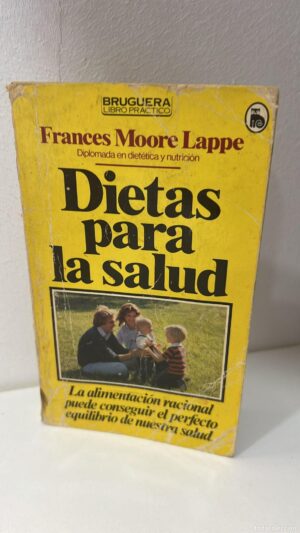 BRUGUERA
LIBRO PRÁCTICO
Frances Moore Lappe
Diplomada en dietética y nutrición
Dietas
para
la salud
La alimentación racional
puede conseguir el perfecto
equilibrio de nuestra salud.